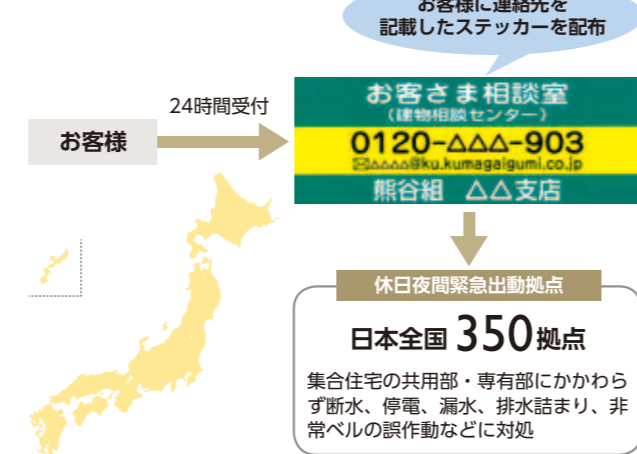 お客様に連絡先を
記載したステッカーを配布
24時間受付
お客様
お客さま相談室
（建物相談センター）
0120-△△△-903
✉△△△△@ku.kumagaigumi.co.jp
熊谷組 △△支店
休日夜間緊急出動拠点
日本全国 350 拠点
集合住宅の共用部・専有部にかかわら
ず断水、停電、漏水、排水詰まり、非
常ベルの誤作動などに対処